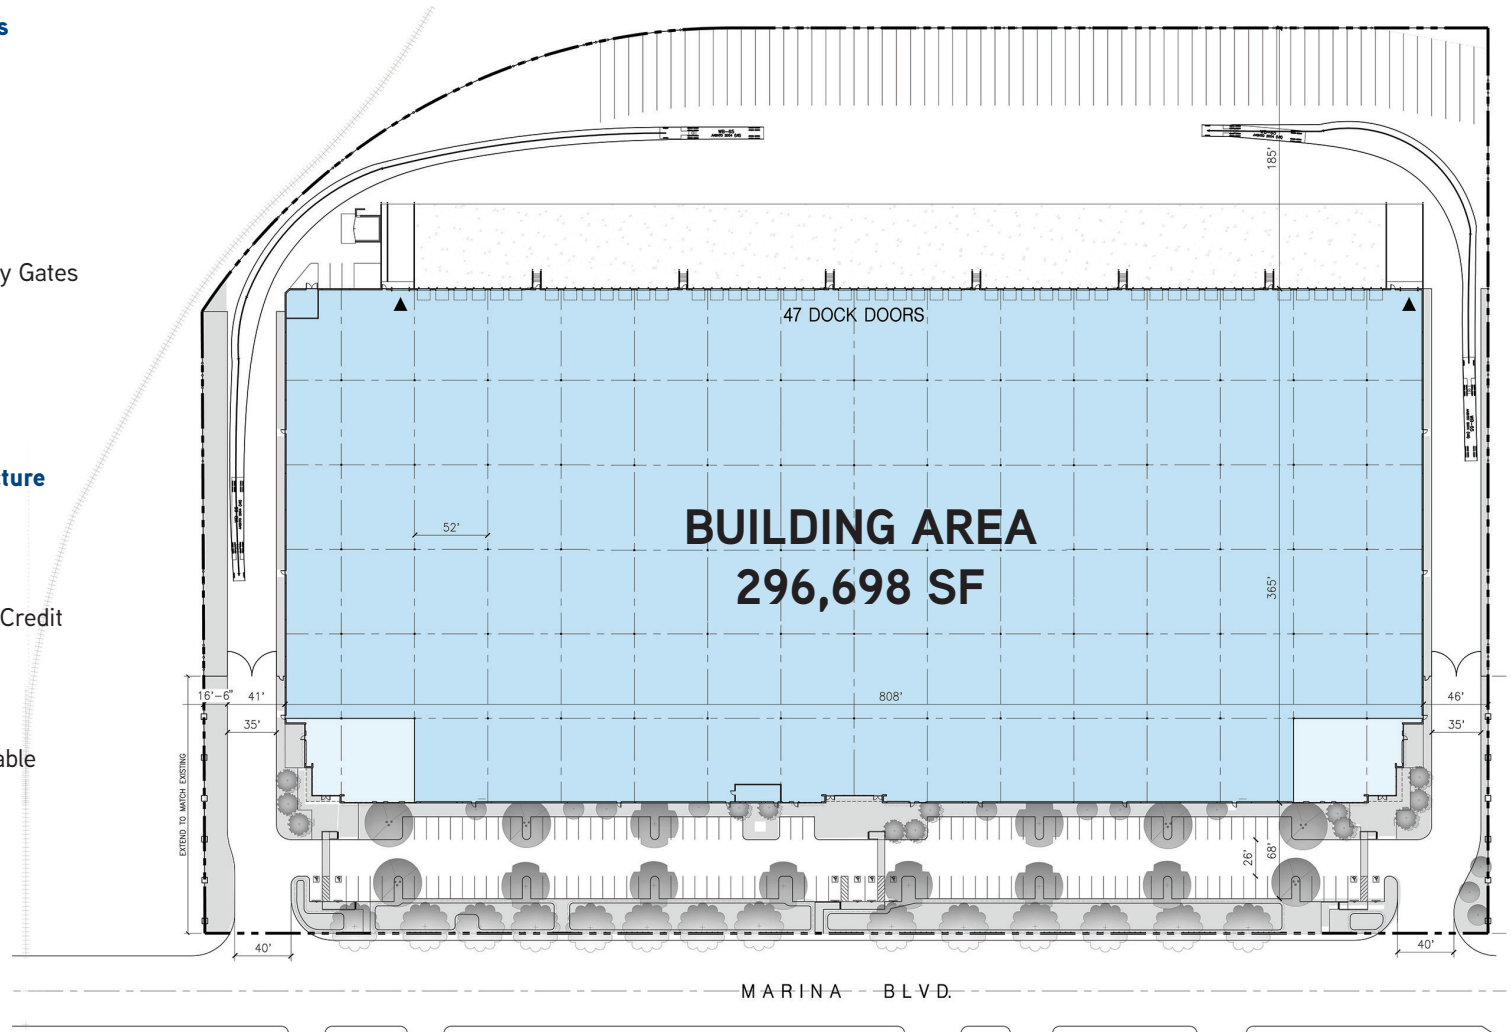 s
y Gates
cture
Credit
able
185'
47 DOCK DOORS
52'
BUILDING AREA
296,698 SF
365'
16'-6"
41'
808'
46'
35'
35'
EXTEND TO MATCH EXISTING
26'
68'
40'
40'
MARINA BLVD.